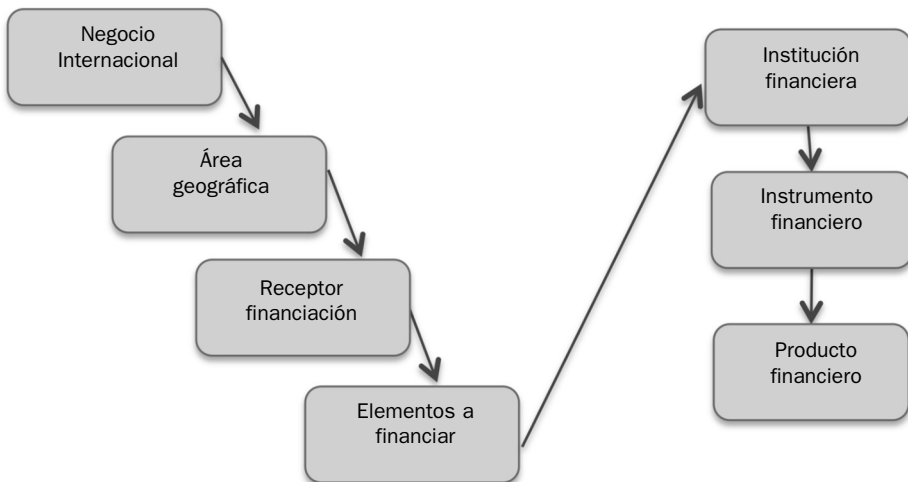 Negocio
Internacional
Área
geográfica
Receptor
financiación
Elementos a
financiar
Institución
financiera
Instrumento
financiero
Producto
financiero